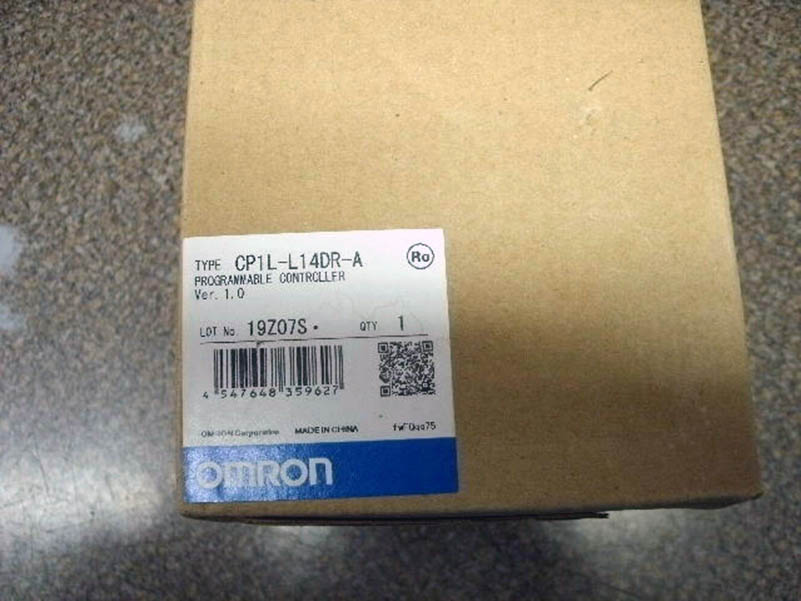 TYPE CP1L-L14DR-A
Ro
PROGRAMMABLE CONTROLLER
Ver. 1.0
LOT No. 19Z07S.
QTY 1
4 547648 359627
OMRON Corporation MADE IN CHINA
OMRON